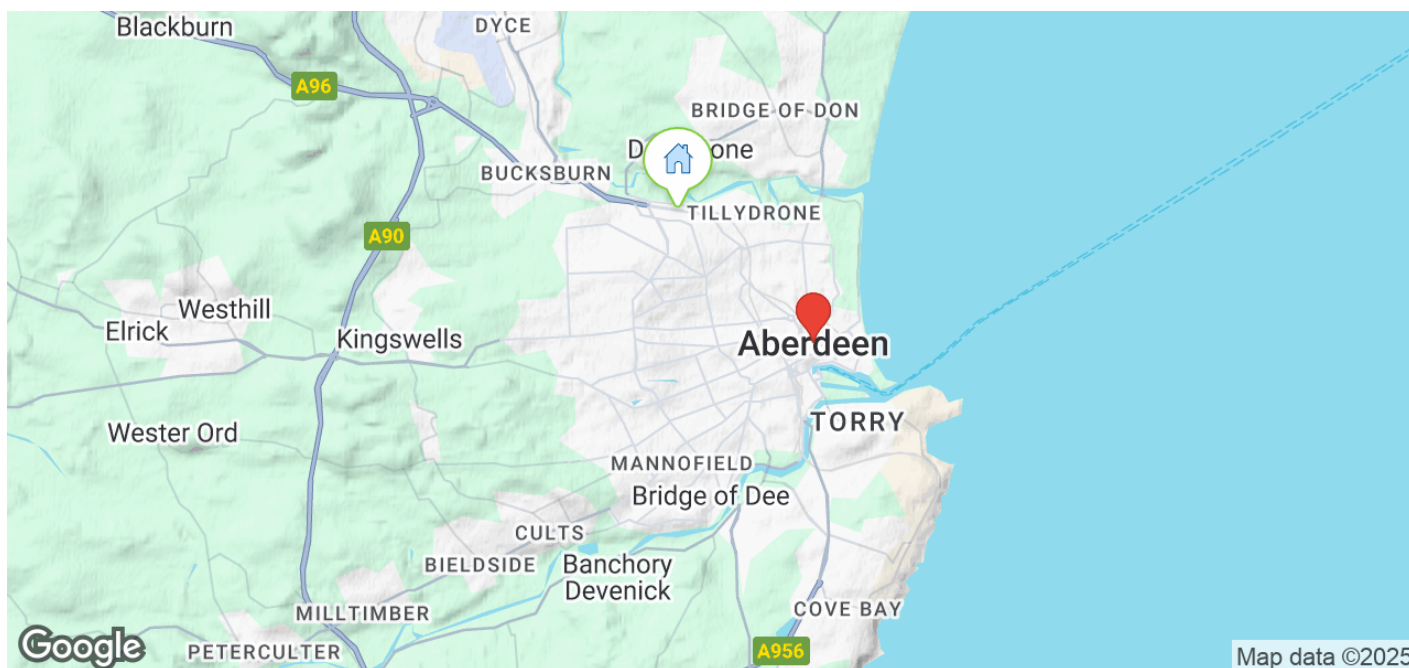 Blackburn
DYCE
A96
BRIDGE OF DON
BUCKSBURN
TILLYDRONE
A90
Westhill
Elrick
Kingswells
Aberdeen
Wester Ord
TORRY
MANNOFIELD
Bridge of Dee
CULTS
BIELDSIDE
Banchory
Devenick
MILLTIMBER
COVE BAY
PETERCULTER
A956
Google
Map data ©2025